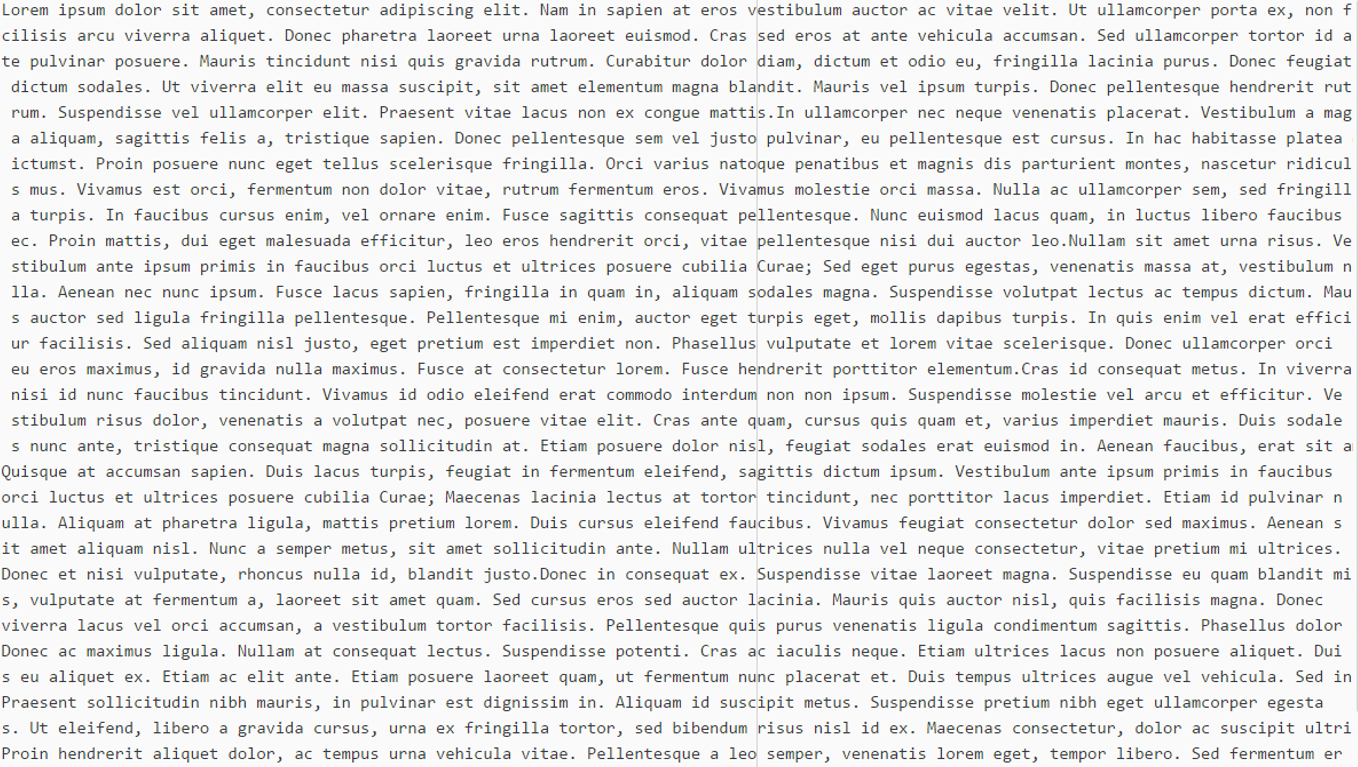 Lorem ipsum dolor sit amet, consectetur adipiscing elit. Nam in sapien at eros vestibulum auctor ac vitae velit. Ut ullamcorper porta ex, non f
cilisis arcu viverra aliquet. Donec pharetra laoreet urna laoreet euismod. Cras sed eros at ante vehicula accumsan. Sed ullamcorper tortor id a
te pulvinar posuere. Mauris tincidunt nisi quis gravida rutrum. Curabitur dolor diam, dictum et odio eu, fringilla lacinia purus. Donec feugiat
dictum sodales. Ut viverra elit eu massa suscipit, sit amet elementum magna blandit. Mauris vel ipsum turpis. Donec pellentesque hendrerit rut
rum. Suspendisse vel ullamcorper elit. Praesent vitae lacus non ex congue mattis.In ullamcorper nec neque venenatis placerat. Vestibulum a mag
a aliquam, sagittis felis a, tristique sapien. Donec pellentesque sem vel justo pulvinar, eu pellentesque est cursus. In hac habitasse platea
ictumst. Proin posuere nunc eget tellus scelerisque fringilla. Orci varius natoque penatibus et magnis dis parturient montes, nascetur ridicul
s mus. Vivamus est orci, fermentum non dolor vitae, rutrum fermentum eros. Vivamus molestie orci massa. Nulla ac ullamcorper sem, sed fringill
a turpis. In faucibus cursus enim, vel ornare enim. Fusce sagittis consequat pellentesque. Nunc euismod lacus quam, in luctus libero faucibus
ec. Proin mattis, dui eget malesuada efficitur, leo eros hendrerit orci, vitae pellentesque nisi dui auctor leo.Nullam sit amet urna risus. Ve
stibulum ante ipsum primis in faucibus orci luctus et ultrices posuere cubilia Curae; Sed eget purus egestas, venenatis massa at, vestibulum n
lla. Aenean nec nunc ipsum. Fusce lacus sapien, fringilla in quam in, aliquam sodales magna. Suspendisse volutpat lectus ac tempus dictum. Mau
s auctor sed ligula fringilla pellentesque. Pellentesque mi enim, auctor eget turpis eget, mollis dapibus turpis. In quis enim vel erat effici
ur facilisis. Sed aliquam nisl justo, eget pretium est imperdiet non. Phasellus vulputate et lorem vitae scelerisque. Donec ullamcorper orci
eu eros maximus, id gravida nulla maximus. Fusce at consectetur lorem. Fusce hendrerit porttitor elementum.Cras id consequat metus. In viverra
nisi id nunc faucibus tincidunt. Vivamus id odio eleifend erat commodo interdum non non ipsum. Suspendisse molestie vel arcu et efficitur. Ve
stibulum risus dolor, venenatis a volutpat nec, posuere vitae elit. Cras ante quam, cursus quis quam et, varius imperdiet mauris. Duis sodale
s nunc ante, tristique consequat magna sollicitudin at. Etiam posuere dolor nisl, feugiat sodales erat euismod in. Aenean faucibus, erat sit a
Quisque at accumsan sapien. Duis lacus turpis, feugiat in fermentum eleifend, sagittis dictum ipsum. Vestibulum ante ipsum primis in faucibus
orci luctus et ultrices posuere cubilia Curae; Maecenas lacinia lectus at tortor tincidunt, nec porttitor lacus imperdiet. Etiam id pulvinar n
ulla. Aliquam at pharetra ligula, mattis pretium lorem. Duis cursus eleifend faucibus. Vivamus feugiat consectetur dolor sed maximus. Aenean s
it amet aliquam nisl. Nunc a semper metus, sit amet sollicitudin ante. Nullam ultrices nulla vel neque consectetur, vitae pretium mi ultrices.
Donec et nisi vulputate, rhoncus nulla id, blandit justo.Donec in consequat ex. Suspendisse vitae laoreet magna. Suspendisse eu quam blandit mi
s, vulputate at fermentum a, laoreet sit amet quam. Sed cursus eros sed auctor lacinia. Mauris quis auctor nisl, quis facilisis magna. Donec
viverra lacus vel orci accumsan, a vestibulum tortor facilisis. Pellentesque quis purus venenatis ligula condimentum sagittis. Phasellus dolor
Donec ac maximus ligula. Nullam at consequat lectus. Suspendisse potenti. Cras ac iaculis neque. Etiam ultrices lacus non posuere aliquet. Dui
s eu aliquet ex. Etiam ac elit ante. Etiam posuere laoreet quam, ut fermentum nunc placerat et. Duis tempus ultrices augue vel vehicula. Sed in
Praesent sollicitudin nibh mauris, in pulvinar est dignissim in. Aliquam id suscipit metus. Suspendisse pretium nibh eget ullamcorper egesta
s. Ut eleifend, libero a gravida cursus, urna ex fringilla tortor, sed bibendum risus nisl id ex. Maecenas consectetur, dolor ac suscipit ultri
Proin hendrerit aliquet dolor, ac tempus urna vehicula vitae. Pellentesque a leo semper, venenatis lorem eget, tempor libero. Sed fermentum er